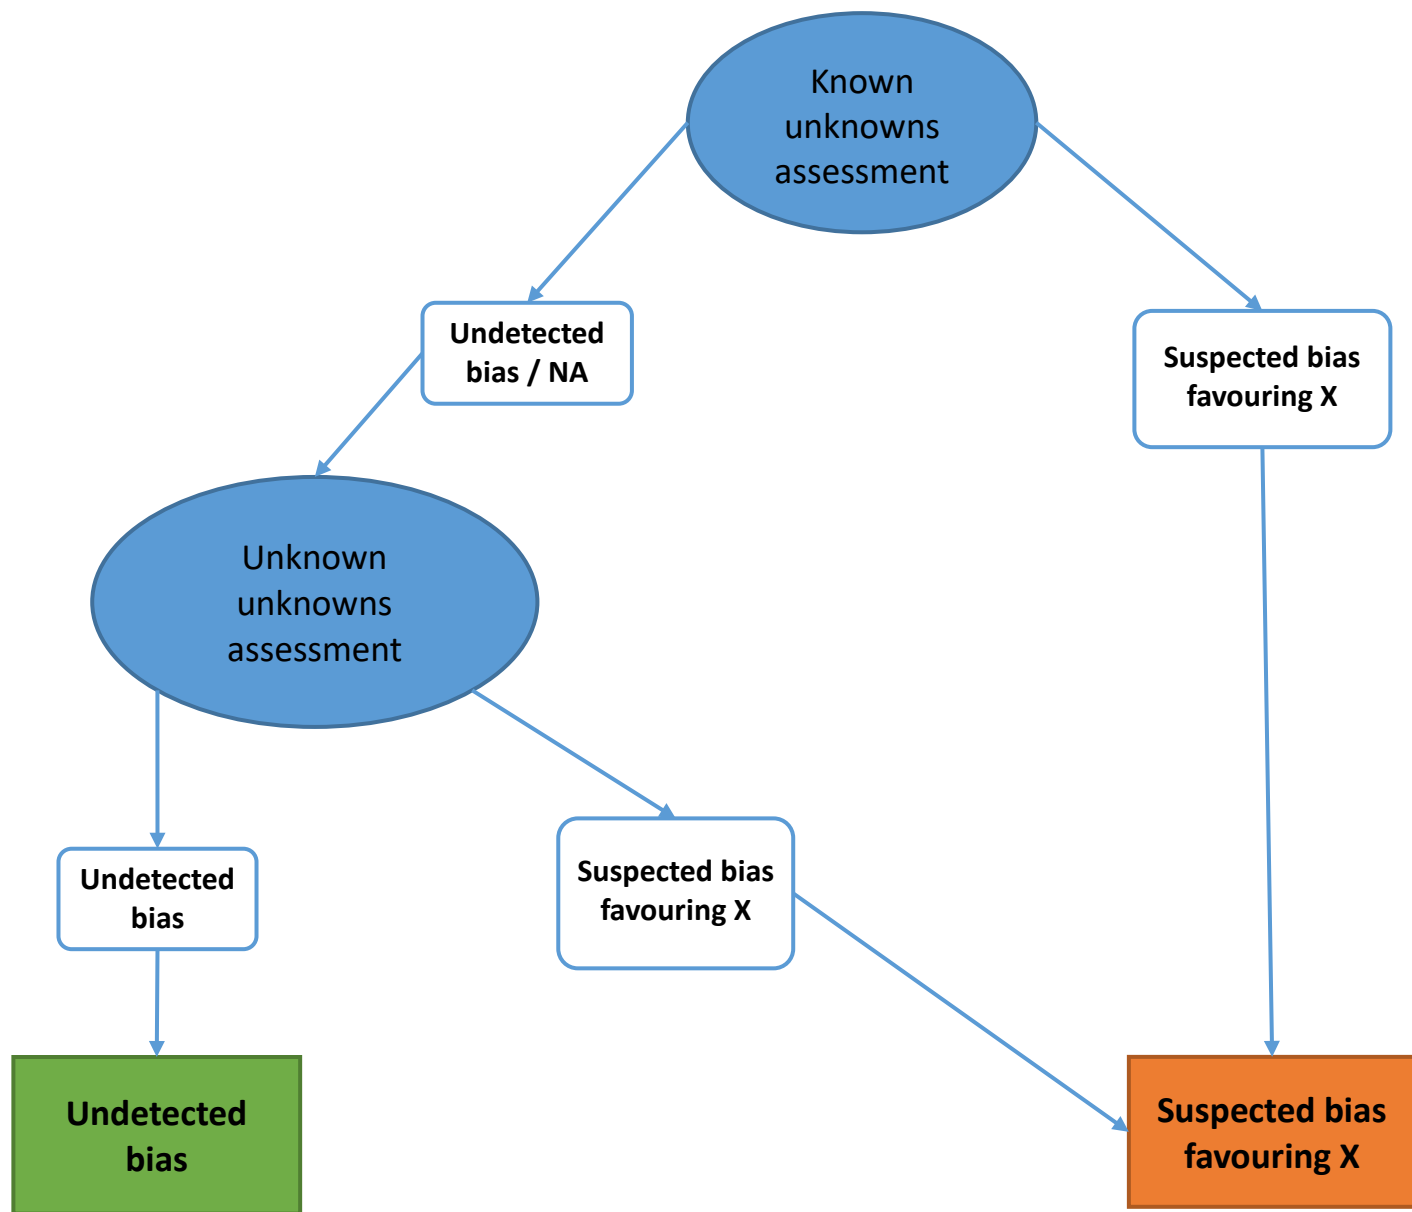 Known
unknowns
assessment
Undetected
bias / NA
Suspected bias
favouring X
Unknown
unknowns
assessment
Undetected
bias
Suspected bias
favouring X
Undetected
bias
Suspected bias
favouring X